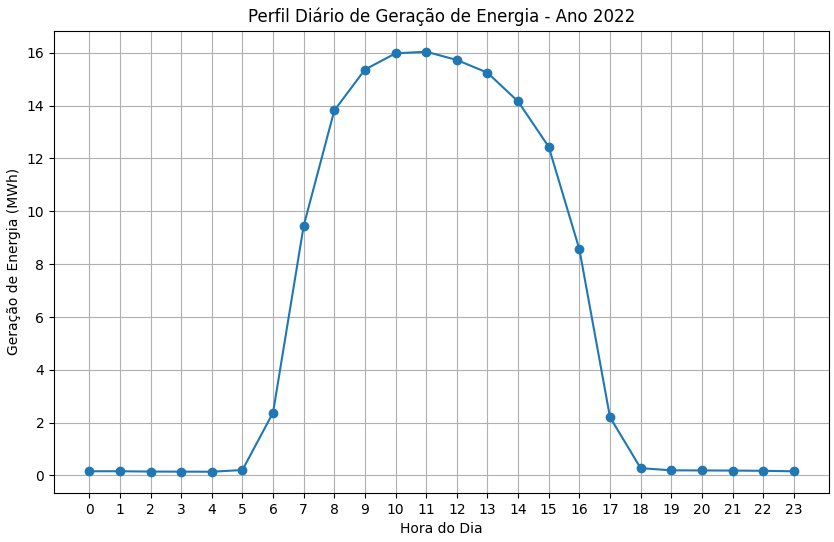 Perfil Diário de Geração de Energia - Ano 2022
Geração de Energia (MWh)
16
14
12
10
8
6
4
2
0
0 1 2 3 4 5 6 7 8 9 10 11 12 13 14 15 16 17 18 19 20 21 22 23
Hora do Dia